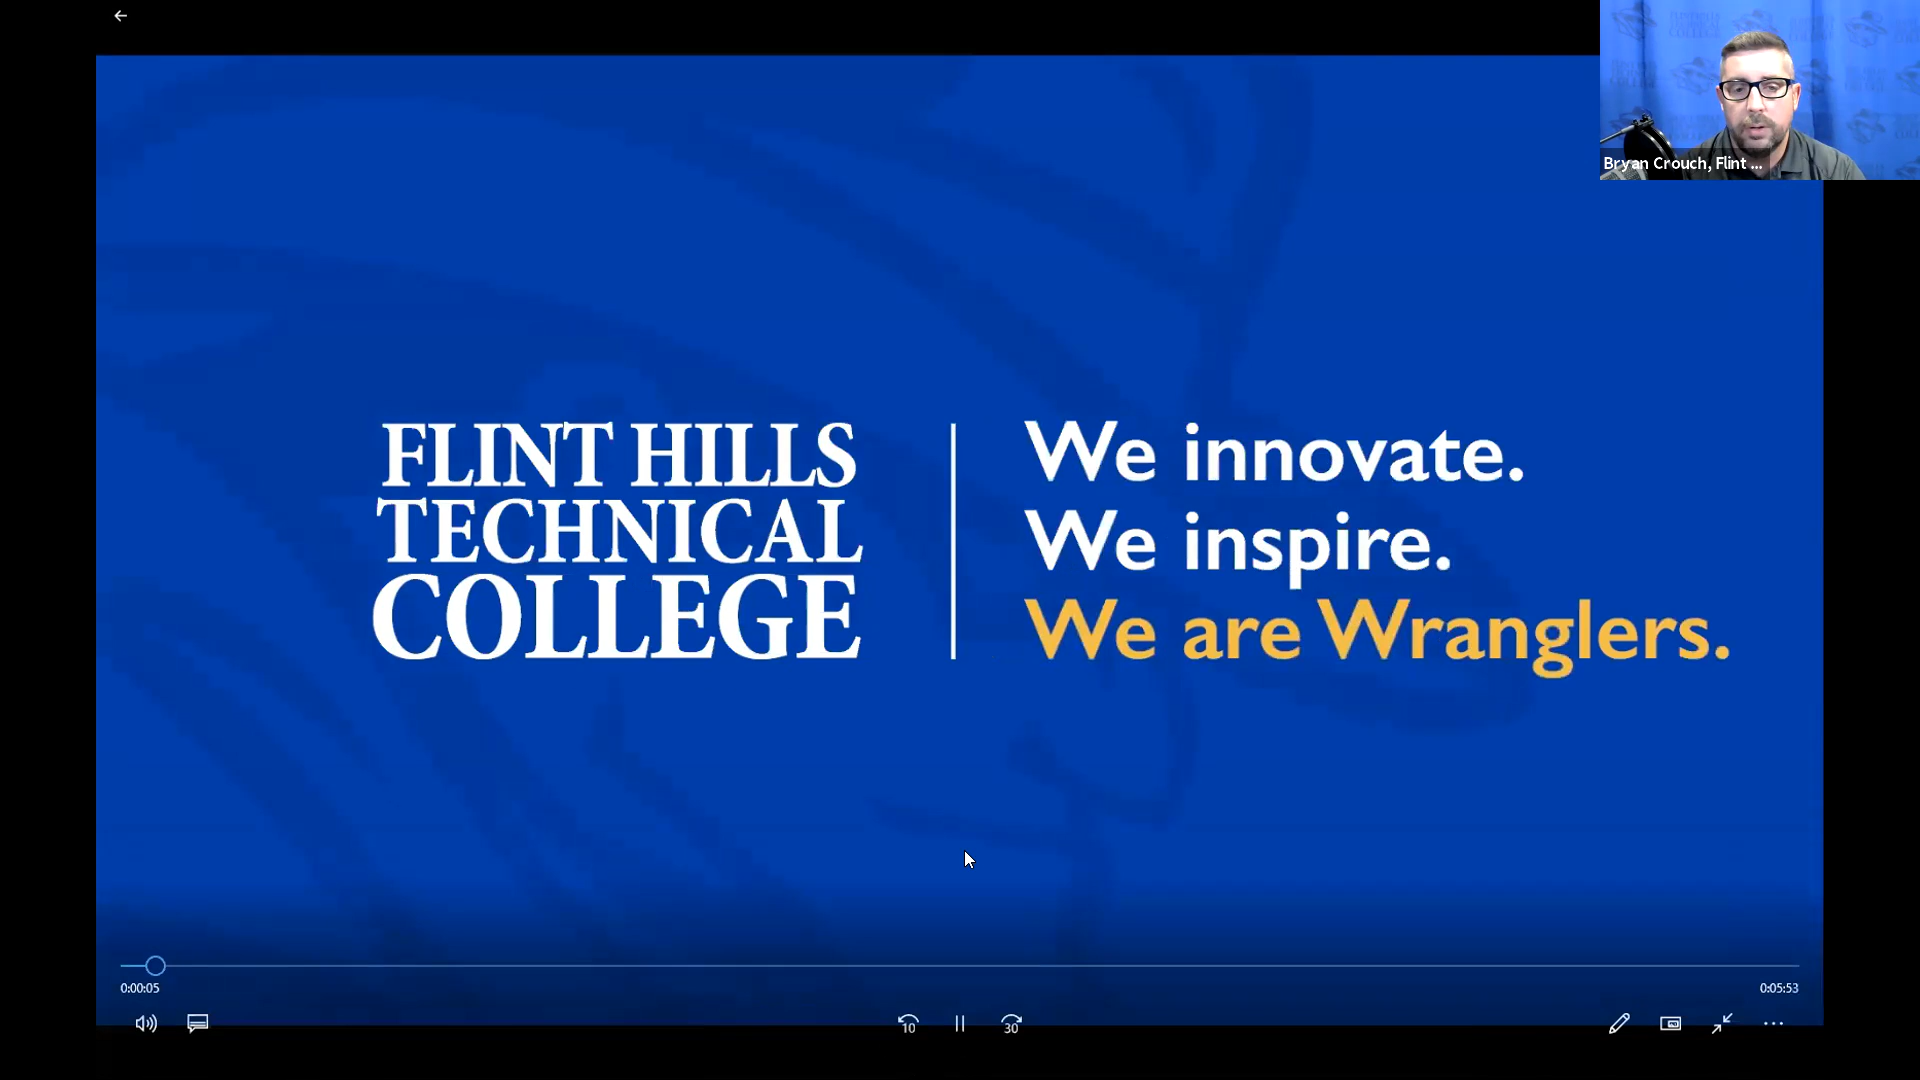 Bryan Crouch, Flint ...
FLINT HILLS
TECHNICAL
COLLEGE
We innovate.
We inspire.
We are Wranglers.
0:00:05
0:05:53
10
30